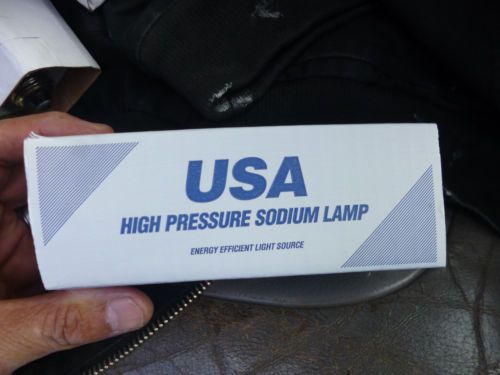 USA
HIGH PRESSURE SODIUM LAMP
ENERGY EFFICIENT LIGHT SOURCE